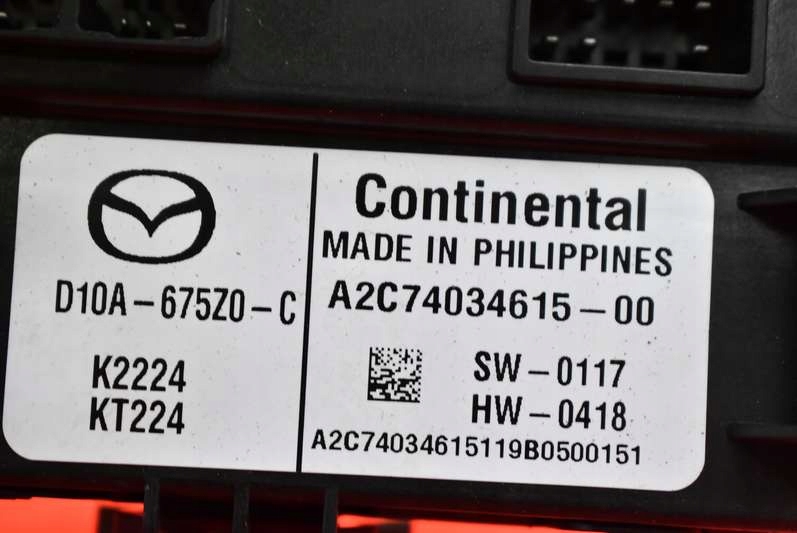 D10A-675Z0-C
K2224
KT224
Continental
MADE IN PHILIPPINES
A2C74034615-00
SW-0117
HW-0418
A2C74034615119B0500151